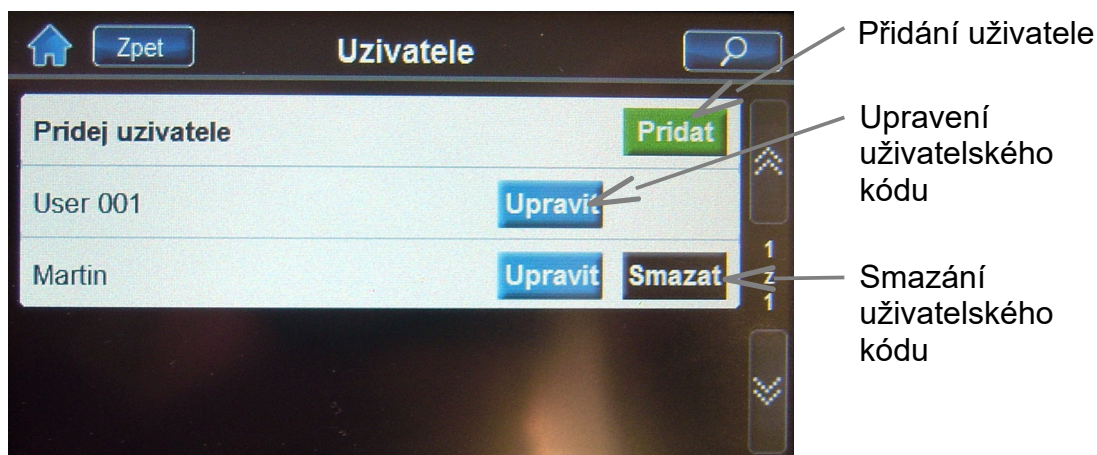 Zpet
Uzivatele
Pridej uzivatele
Pridat
User 001
Upravit
Martin
Upravit
Smazat
1
z
1
Přidání uživatele
Upravení
uživatelského
kódu
Smazání
uživatelského
kódu